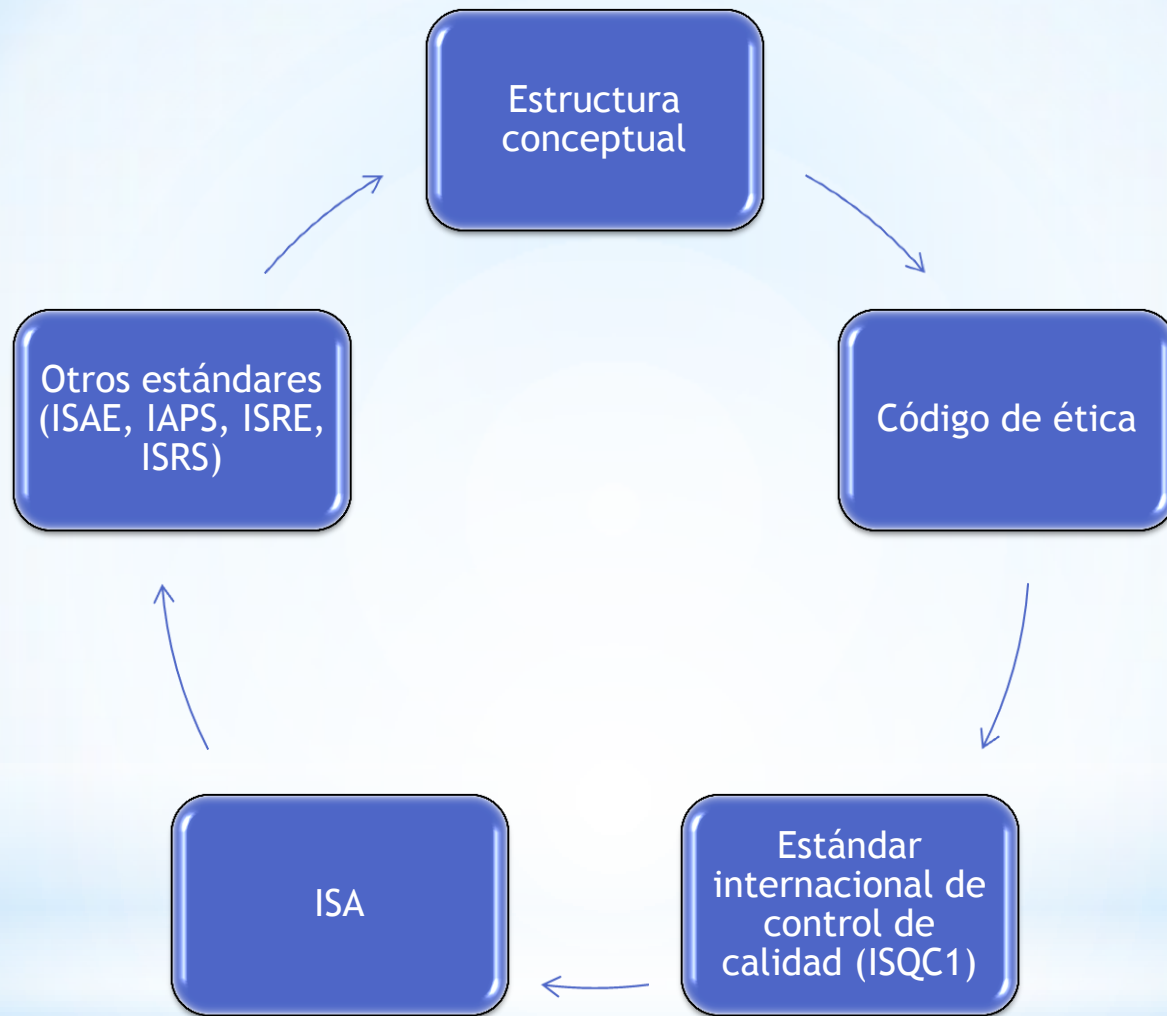 Estructura
conceptual
Código de ética
Estándar
internacional de
control de
calidad (ISQC1)
ISA
Otros estándares
(ISAE, IAPS, ISRE,
ISRS)